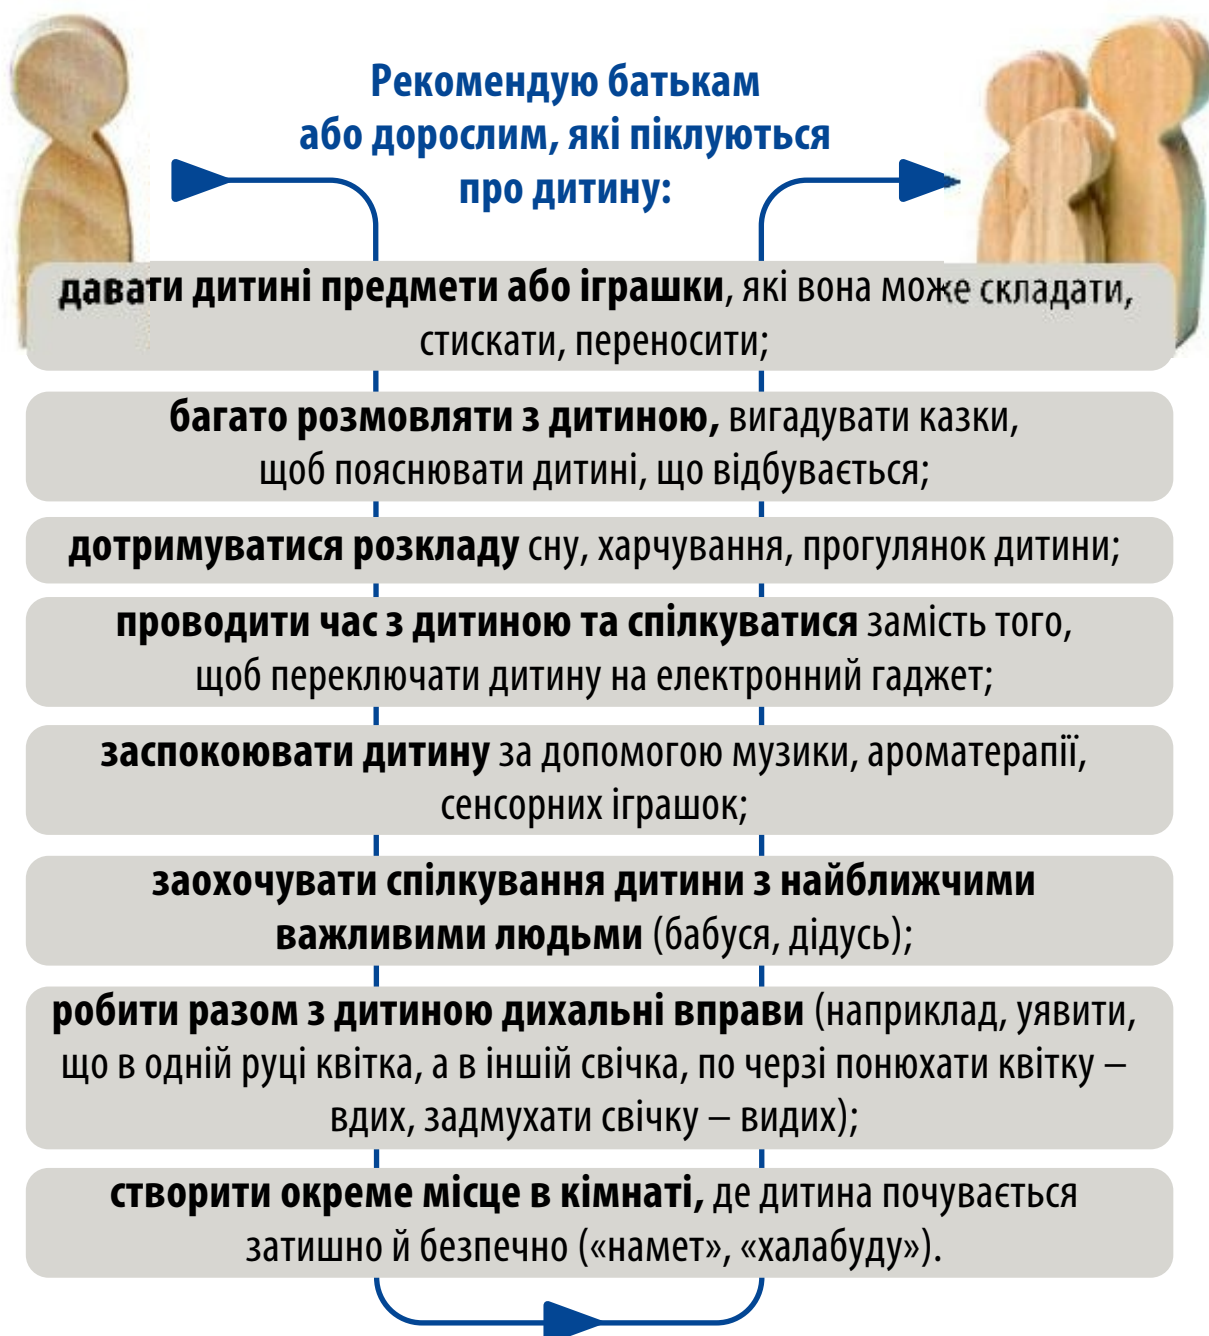 Рекомендую батькам
або дорослим, які піклуються
про дитину:
давати дитині предмети або іграшки, які вона може складати,
стискати, переносити;
багато розмовляти з дитиною, вигадувати казки,
щоб пояснювати дитині, що відбувається;
дотримуватися розкладу сну, харчування, прогулянок дитини;
проводити час з дитиною та спілкуватися замість того,
щоб переключати дитину на електронний гаджет;
заспокоювати дитину за допомогою музики, ароматерапії,
сенсорних іграшок;
заохочувати спілкування дитини з найближчими
важливими людьми (бабуся, дідусь);
робити разом з дитиною дихальні вправи (наприклад, уявити,
що в одній руці квітка, а в іншій свічка, по черзі понюхати квітку –
вдих, задмухати свічку – видих);
створити окреме місце в кімнаті, де дитина почувається
затишно й безпечно («намет», «халабуду»).